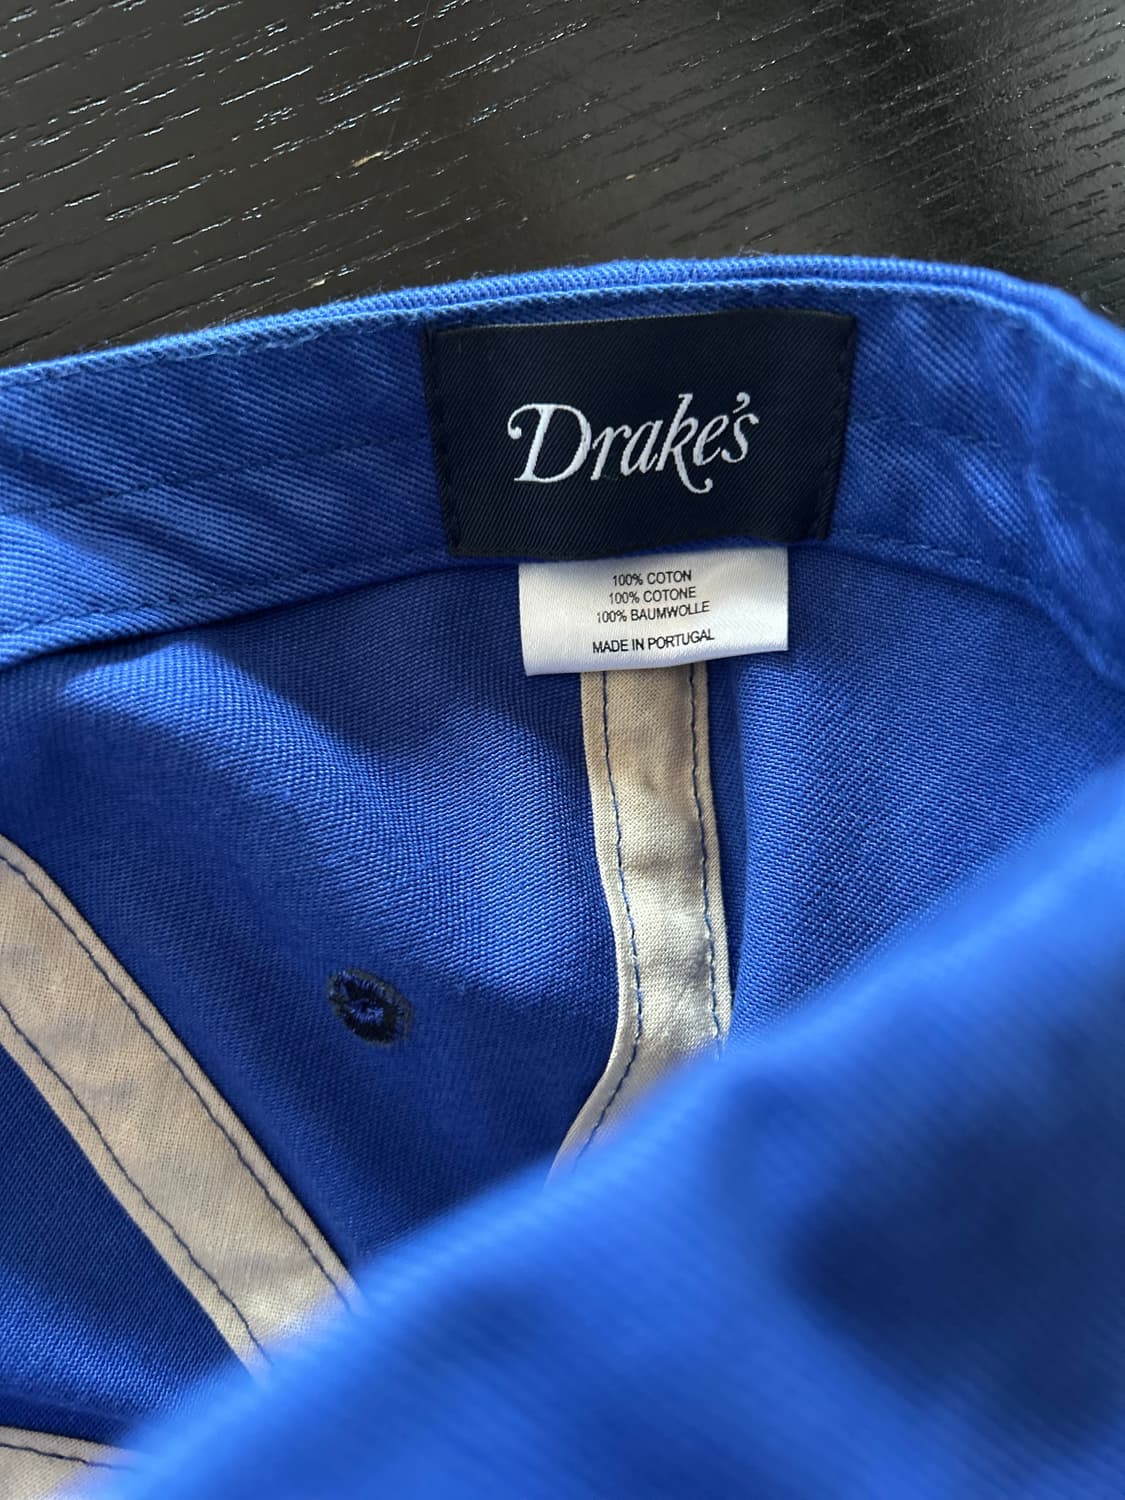 Drake's
100% COTON
100% COTONE
100% BAUMWOLLE
MADE IN PORTUGAL